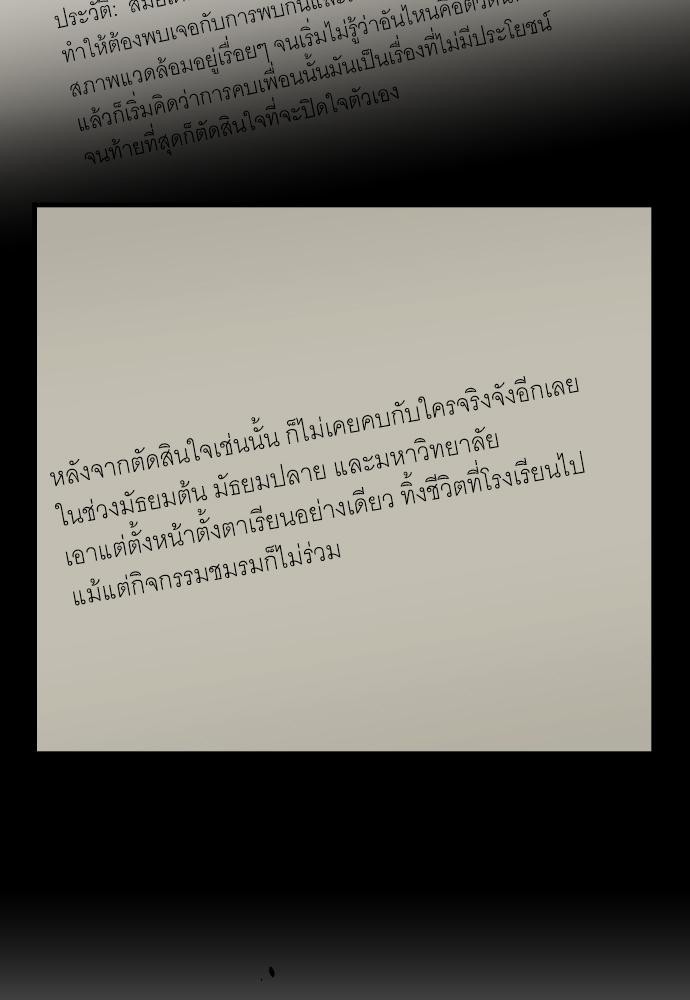 ประวัติ: สมัยเด
ทำให้ต้องพบเจอกับการพบกันและ
สภาพแวดล้อมอยู่เรื่อยๆ จนเริ่มไม่รู้ว่าอันไหนคือ
แล้วก็เริ่มคิดว่าการคบเพื่อนนั้นมันเป็นเรื่องที่ไม่มีประโยชน์
จนท้ายที่สุดก็ตัดสินใจที่จะปิดใจตัวเอง
หลังจากตัดสินใจเช่นนั้น ก็ไม่เคยคบกับใครจริงจังอีกเลย
ในช่วงมัธยมต้น มัธยมปลาย และมหาวิทยาลัย
เอาแต่ตั้งหน้าตั้งตาเรียนอย่างเดียว ทิ้งชีวิตที่โรงเรียนไป
แม้แต่กิจกรรมชมรมก็ไม่ร่วม